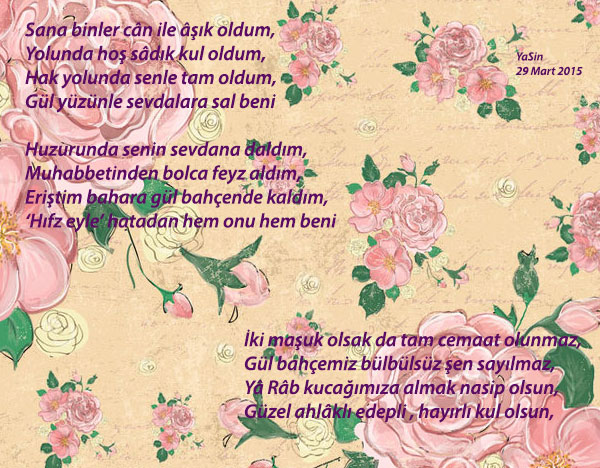 Sana binler cân ile âşık oldum,
Yolunda hoş sâdık kul oldum,
Hak yolunda senle tam oldum,
Gül yüzünle sevdalara sal beni
YaSin
29 Mart 2015
Huzurunda senin sevdana daldım,
Muhabbetinden bolca feyz aldım,
Eriştim bahara gül bahçende kaldım,
‘Hıfz eyle’ hatadan hem onu hem beni
İki maşuk olsak da tam cemaat olunmaz,
Gül bahçemiz bülbülsüz şen sayılmaz,
Yâ Râb kucağımıza almak nasip olsun,
Güzel ahlâklı edepli , hayırlı kul olsun,